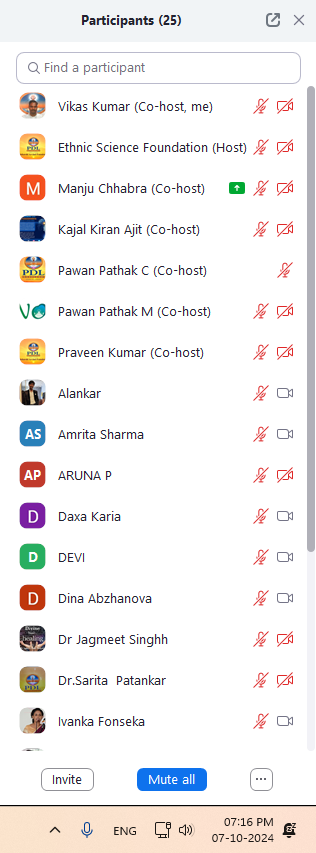 Participants (25)
Find a participant
Vikas Kumar (Co-host, me)
Ethnic Science Foundation (Host)
M Manju Chhabra (Co-host)
Kajal Kiran Ajit (Co-host)
PDL Pawan Pathak C (Co-host)
Pawan Pathak M (Co-host)
Praveen Kumar (Co-host)
Alankar
AS Amrita Sharma
AP ARUNA P
D Daxa Karia
D DEVI
D Dina Abzhanova
Dr Jagmeet Singhh
Dr.Sarita Patankar
Ivanka Fonseka
Invite Mute all ...
ENG 07:16 PM
07-10-2024